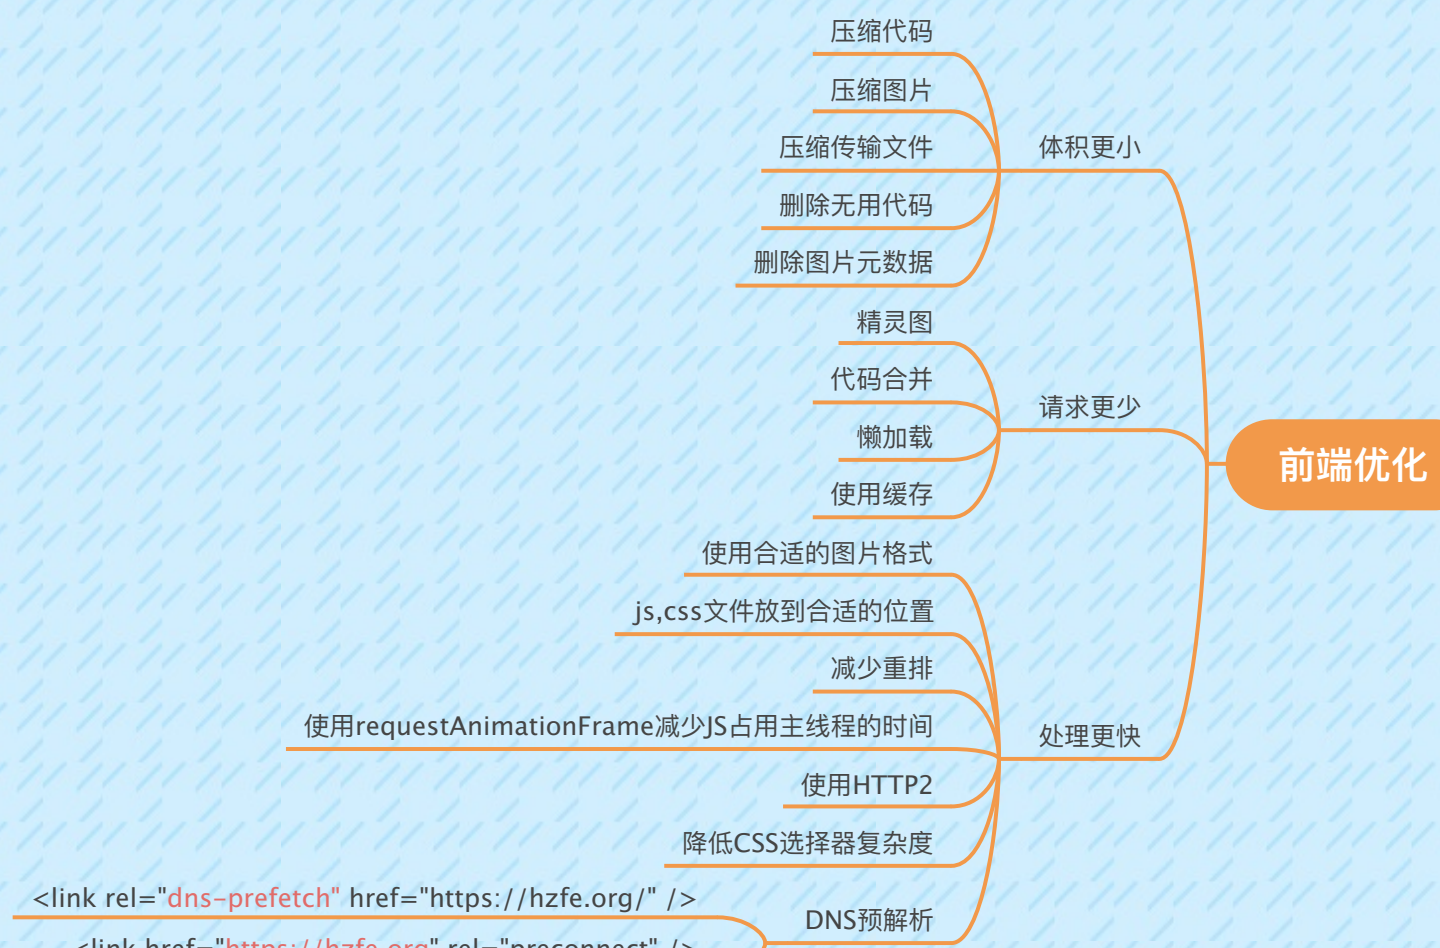 压缩代码
压缩图片
压缩传输文件
体积更小
删除无用代码
删除图片元数据
精灵图
代码合并
请求更少
懒加载
前端优化
使用缓存
使用合适的图片格式
js,css文件放到合适的位置
减少重排
使用requestAnimationFrame减少JS占用主线程的时间
处理更快
使用HTTP2
降低CSS选择器复杂度
<link rel="dns-prefetch" href="https://hzfe.org/" />
DNS预解析
<link href="https://hzfe.org" rel="preconnect" />